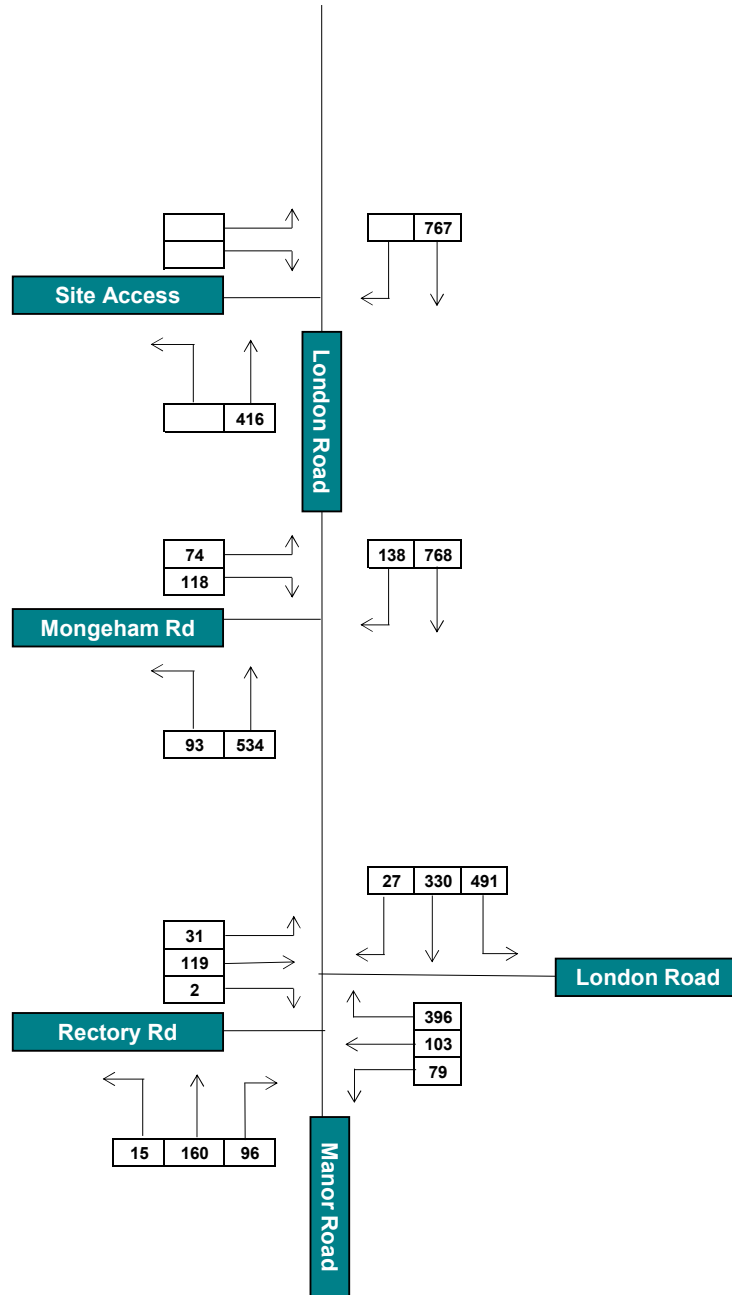 767
Site Access
London Road
416
74
138 768
118
Mongeham Rd
93 534
27 330 491
31
119
2
London Road
Rectory Rd
396
103
79
15 160 96
Manor Road